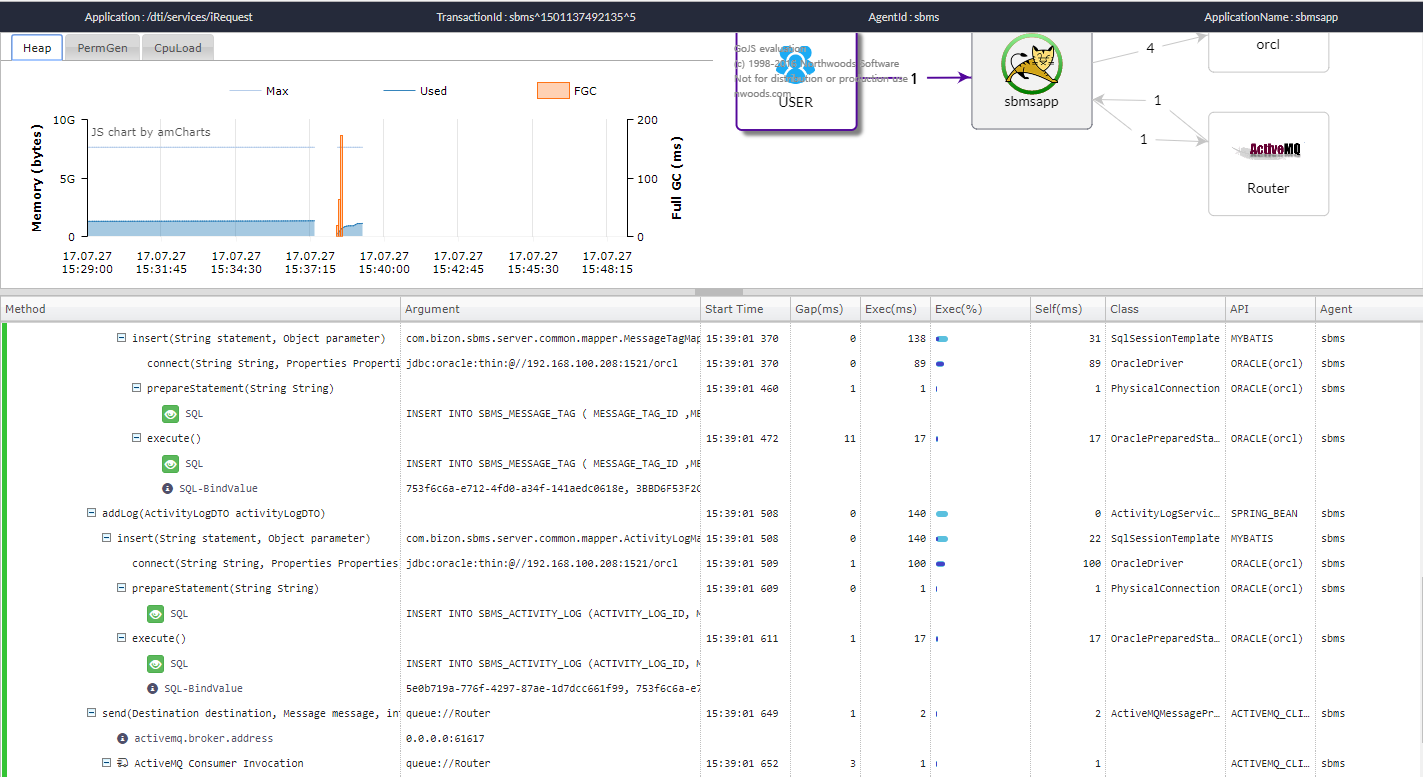 Application : /dti/services/iRequest TransactionId : sbms^1501137492135^5 AgentId : sbms ApplicationName : sbmsapp
Heap PermGen CpuLoad
Max Used FGC
10G
5G
0
Memory (bytes)
JS chart by amCharts
200
100
0
Full GC (ms)
17.07.27 17.07.27 17.07.27 17.07.27 17.07.27 17.07.27 17.07.27 17.07.27
15:29:00 15:31:45 15:34:30 15:37:15 15:40:00 15:42:45 15:45:30 15:48:15
GoJS evaluation
Northwoods Software
nwoods.com
USER
1
sbmsapp
4
orcl
1
1
ActiveMQ
Router
Method Argument Start Time Gap(ms) Exec(ms) Exec(%) Self(ms) Class API Agent
insert(String statement, Object parameter) com.bizon.sbms.server.common.mapper.MessageTagMap 15:39:01 370 0 138 31 SqlSessionTemplate MYBATIS sbms
connect(String String, Properties Properti jdbc:oracle:thin:@//192.168.100.208:1521/orcl 15:39:01 370 0 89 89 OracleDriver ORACLE(orcl) sbms
prepareStatement(String String) 15:39:01 460 1 1 1 PhysicalConnection ORACLE(orcl) sbms
SQL INSERT INTO SBMS_MESSAGE_TAG ( MESSAGE_TAG_ID ,ME
execute() 15:39:01 472 11 17 17 OraclePreparedSta… ORACLE(orcl) sbms
SQL INSERT INTO SBMS_MESSAGE_TAG ( MESSAGE_TAG_ID ,ME
SQL-BindValue 753f6c6a-e712-4fd0-a34f-141aedc0618e, 3BBD6F53F2C
addLog(ActivityLogDTO activityLogDTO) 15:39:01 508 0 140 0 ActivityLogServic… SPRING_BEAN sbms
insert(String statement, Object parameter) com.bizon.sbms.server.common.mapper.ActivityLogMa 15:39:01 508 0 140 22 SqlSessionTemplate MYBATIS sbms
connect(String String, Properties Properties jdbc:oracle:thin:@//192.168.100.208:1521/orcl 15:39:01 509 1 100 100 OracleDriver ORACLE(orcl) sbms
prepareStatement(String String) 15:39:01 609 0 1 1 PhysicalConnection ORACLE(orcl) sbms
SQL INSERT INTO SBMS_ACTIVITY_LOG (ACTIVITY_LOG_ID, M
execute() 15:39:01 611 1 17 17 OraclePreparedSta… ORACLE(orcl) sbms
SQL INSERT INTO SBMS_ACTIVITY_LOG (ACTIVITY_LOG_ID, M
SQL-BindValue 5e0b719a-776f-4297-87ae-1d7dcc661f99, 753f6c6a-e7
send(Destination destination, Message message, in queue://Router 15:39:01 649 1 2 2 ActiveMQMessagePr… ACTIVEMQ_CLI… sbms
activemq.broker.address 0.0.0.0:61617
ActiveMQ Consumer Invocation queue://Router 15:39:01 652 3 1 1 ACTIVEMQ_CLI… sbms